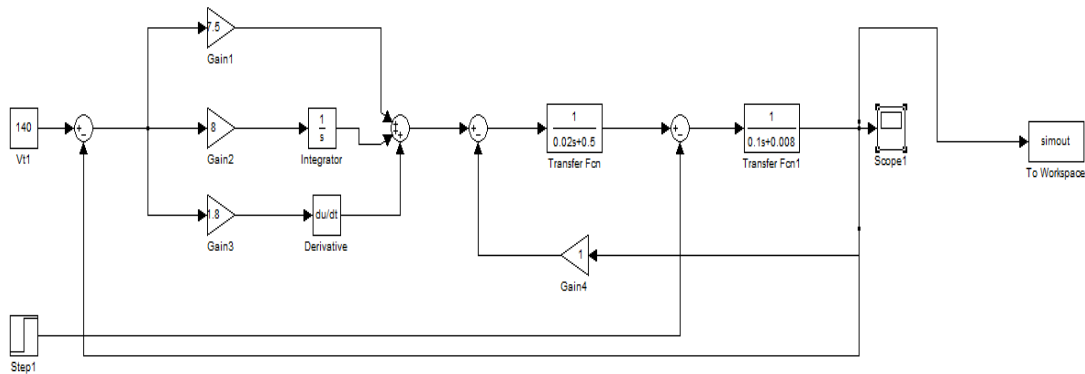 7.5
Gain1
140
Vt1
+
-
8
Gain2
1
s
Integrator
+
+
+
+
-
1
0.02s+0.5
Transfer Fcn
+
-
1
0.1s+0.008
Transfer Fcn1
Scope1
simout
To Workspace
1.8
Gain3
du/dt
Derivative
1
Gain4
Step1